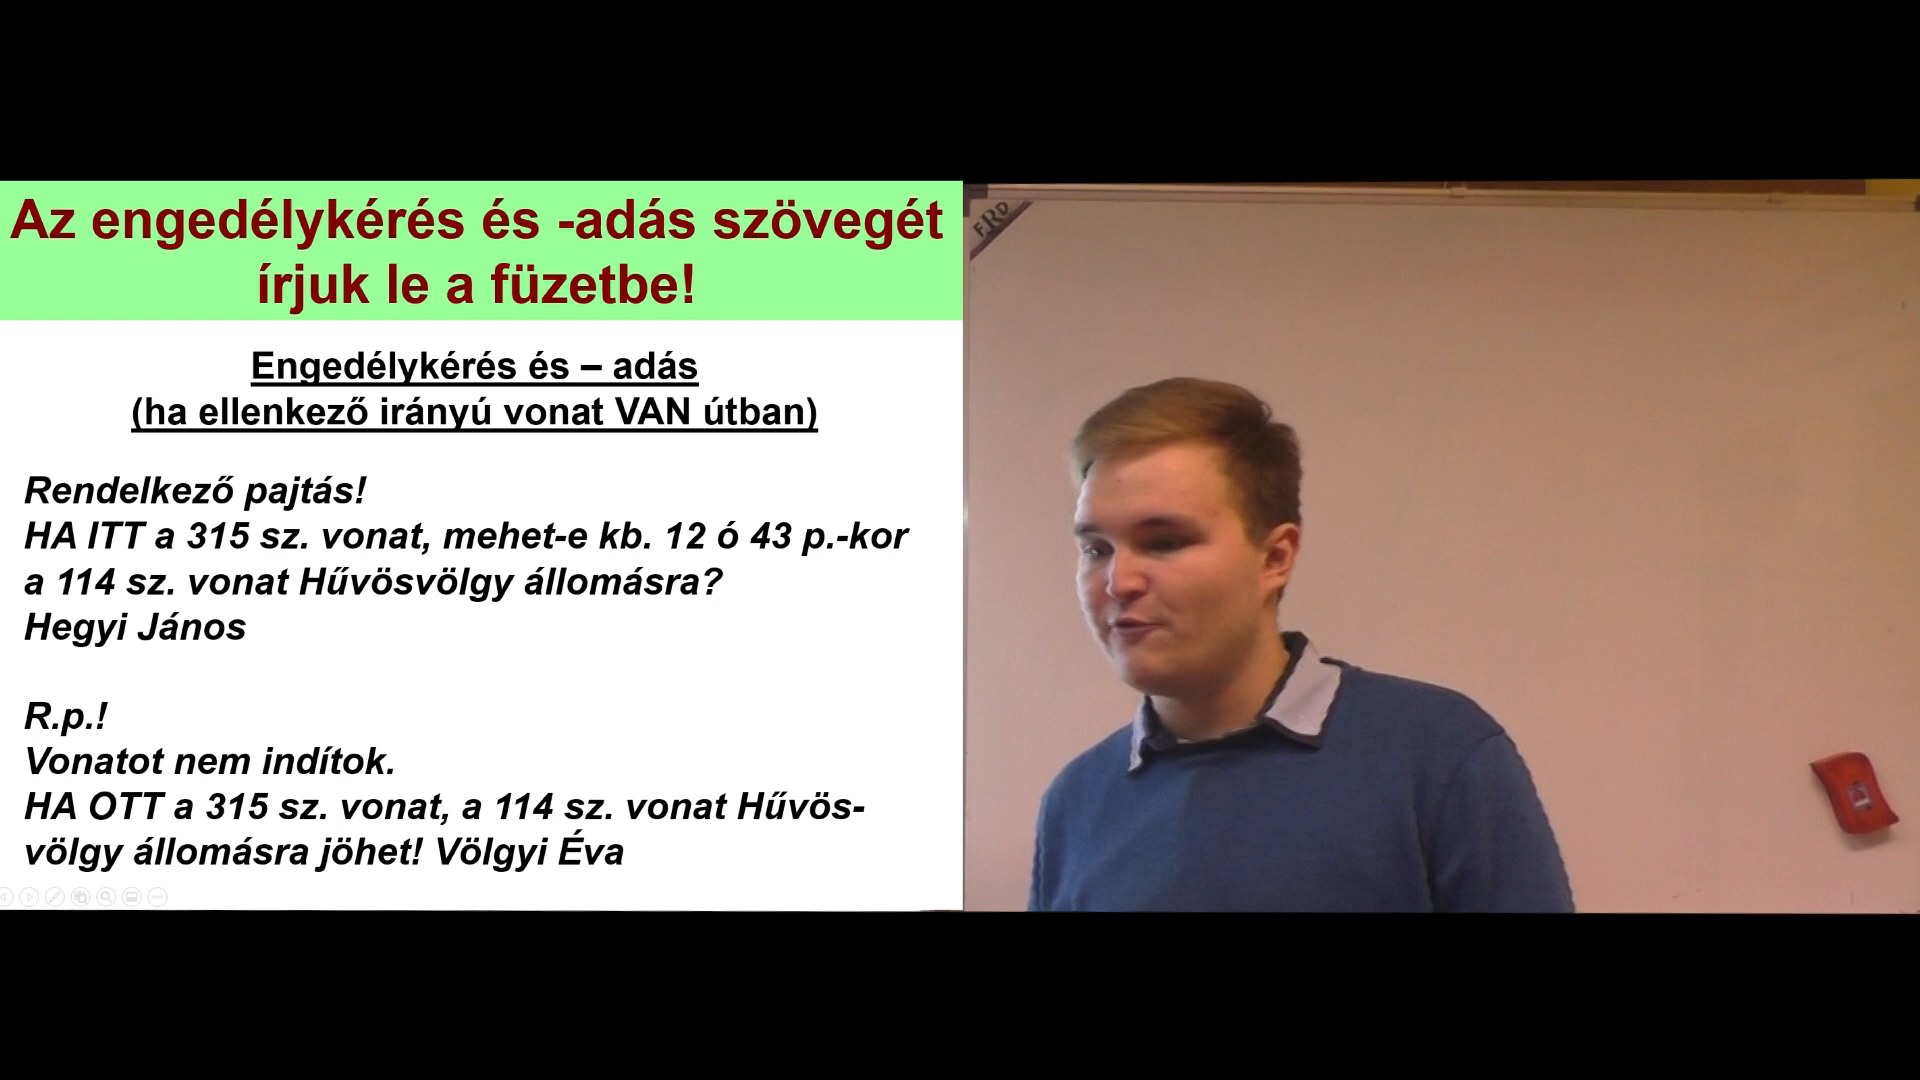 Az engedélykérés és -adás szövegét
írjuk le a füzetbe!
Engedélykérés és – adás
(ha ellenkező irányú vonat VAN útban)
Rendelkező pajtás!
HA ITT a 315 sz. vonat, mehet-e kb. 12 ó 43 p.-kor
a 114 sz. vonat Hűvösvölgy állomásra?
Hegyi János
R.p.!
Vonatot nem indítok.
HA OTT a 315 sz. vonat, a 114 sz. vonat Hűvös-
völgy állomásra jöhet! Völgyi Éva
FRD